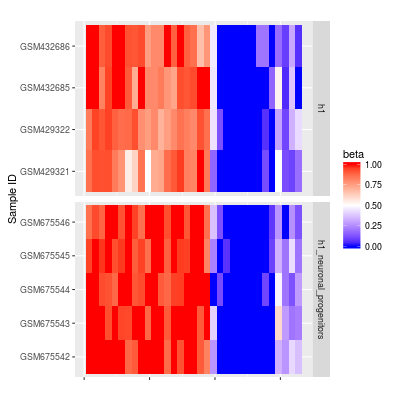 GSM432686
GSM432685
GSM429322
GSM429321
h1
GSM675546
GSM675545
GSM675544
GSM675543
GSM675542
h1_neuronal_progenitors
Sample ID
beta
1.00
0.75
0.50
0.25
0.00